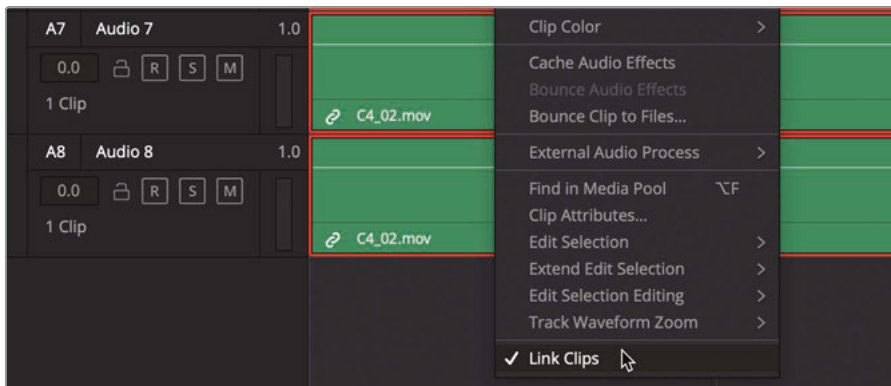 A7 Audio 7 1.0
0.0 R S M
1 Clip
C4_02.mov
A8 Audio 8 1.0
0.0 R S M
1 Clip
C4_02.mov
Clip Color >
Cache Audio Effects
Bounce Audio Effects
Bounce Clip to Files...
External Audio Process >
Find in Media Pool ⌥F
Clip Attributes...
Edit Selection >
Extend Edit Selection >
Edit Selection Editing >
Track Waveform Zoom >
✓ Link Clips